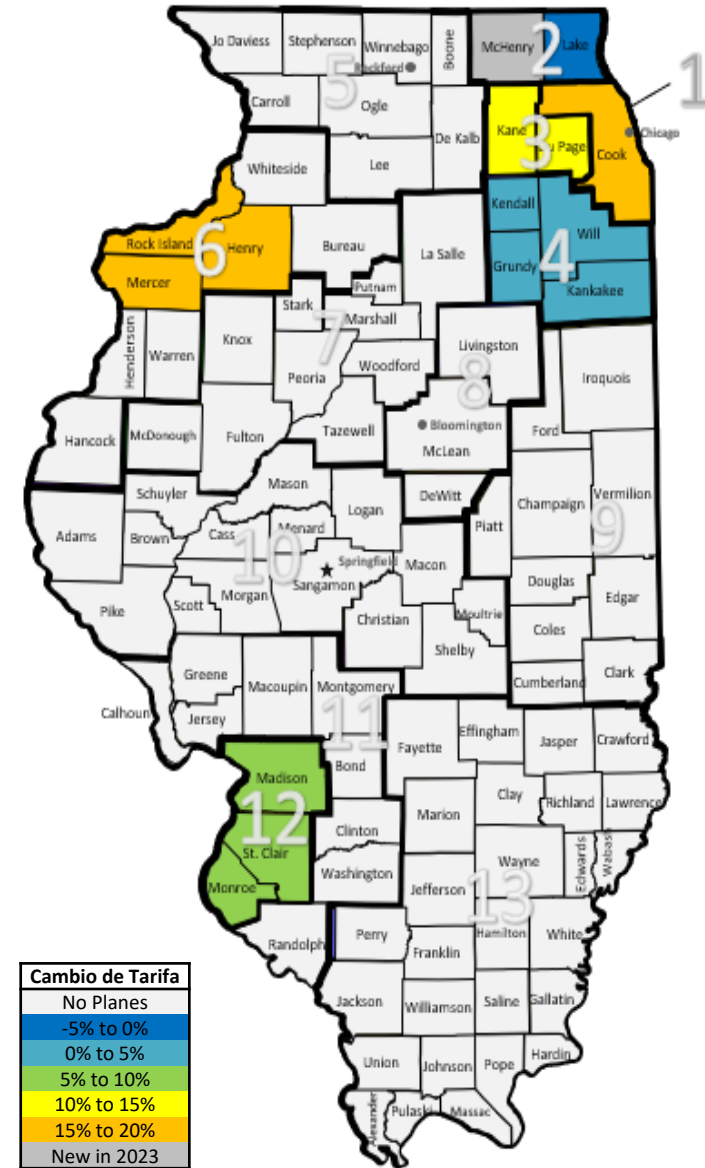 Jo Daviess
Stephenson
Winnebago
Boone
McHenry
Lake
2
1
Rockford
5
Carroll
Ogle
De Kalb
Kane
3
Du Page
Cook
Chicago
Whiteside
Lee
Kendall
Will
Rock Island
6
Henry
Bureau
La Salle
Grundy
4
Mercer
Putnam
Kankakee
Stark
Marshall
7
Henderson
Warren
Knox
Peoria
Woodford
Livingston
8
Iroquois
Hancock
McDonough
Fulton
Tazewell
Bloomington
McLean
Ford
Mason
Schuyler
Logan
DeWitt
Champaign
Vermilion
Adams
Brown
Cass
Menard
Piatt
9
10
Springfield
Macon
Sangamon
Douglas
Edgar
Pike
Scott
Morgan
Christian
Moultrie
Coles
Shelby
Greene
Macoupin
Montgomery
Cumberland
Clark
Calhoun
Jersey
11
Effingham
Fayette
Jasper
Crawford
Madison
Bond
Clay
Richland
Lawrence
12
Marion
Clinton
St. Clair
Wayne
Edwards
Wabash
Washington
Jefferson
Monroe
13
Randolph
Perry
Hamilton
White
Franklin
Jackson
Williamson
Saline
Gallatin
Union
Johnson
Pope
Hardin
Alexander
Pulaski
Massac
Cambio de Tarifa
No Planes
-5% to 0%
0% to 5%
5% to 10%
10% to 15%
15% to 20%
New in 2023